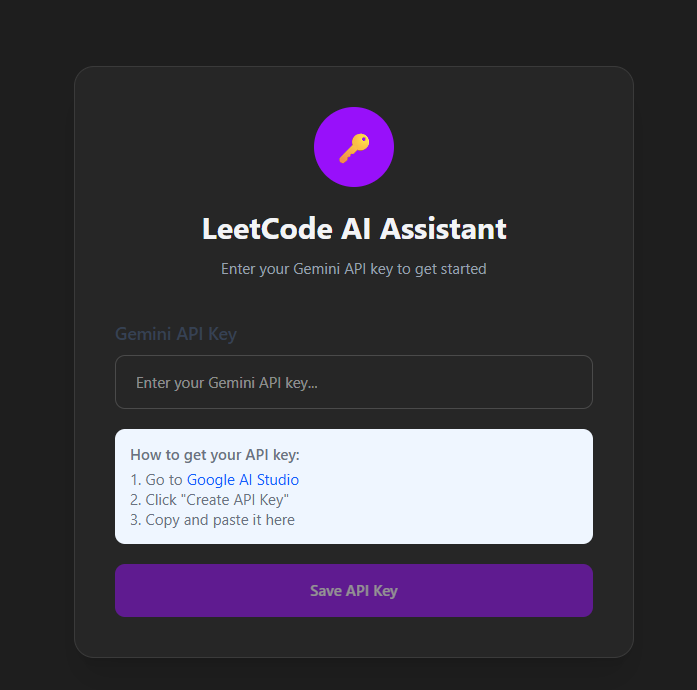 LeetCode AI Assistant
Enter your Gemini API key to get started
Gemini API Key
Enter your Gemini API key...
How to get your API key:
1. Go to Google AI Studio
2. Click "Create API Key"
3. Copy and paste it here
Save API Key